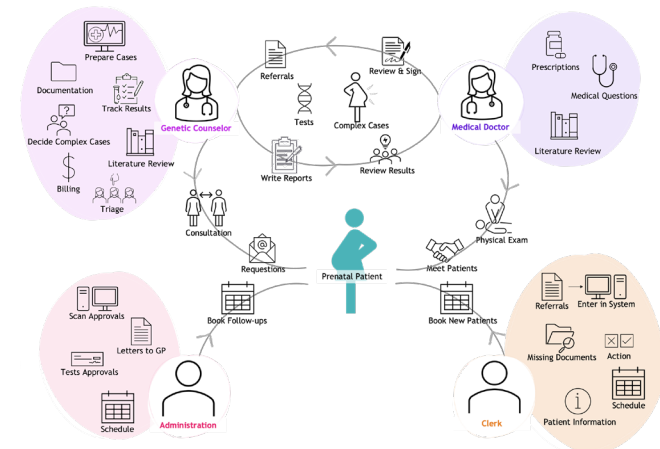 Prepare Cases
Documentation
Track Results
Decide Complex Cases
Literature Review
Billing
Triage
Genetic Counselor
Referrals
Review & Sign
Tests
Complex Cases
Write Reports
Review Results
Medical Doctor
Prescriptions
Medical Questions
Literature Review
Consultation
Requestions
Physical Exam
Meet Patients
Prenatal Patient
Book Follow-ups
Book New Patients
Scan Approvals
Letters to GP
Tests Approvals
Schedule
Administration
Referrals
Enter in System
Missing Documents
Action
Schedule
Patient Information
Clerk